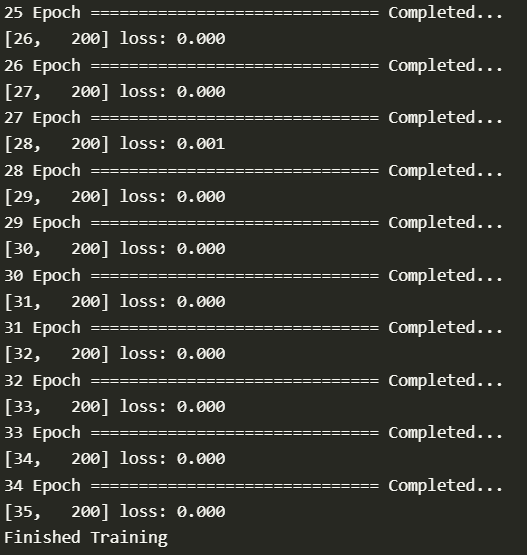 25 Epoch ============================== Completed...
[26,   200] loss: 0.000
26 Epoch ============================== Completed...
[27,   200] loss: 0.000
27 Epoch ============================== Completed...
[28,   200] loss: 0.001
28 Epoch ============================== Completed...
[29,   200] loss: 0.000
29 Epoch ============================== Completed...
[30,   200] loss: 0.000
30 Epoch ============================== Completed...
[31,   200] loss: 0.000
31 Epoch ============================== Completed...
[32,   200] loss: 0.000
32 Epoch ============================== Completed...
[33,   200] loss: 0.000
33 Epoch ============================== Completed...
[34,   200] loss: 0.000
34 Epoch ============================== Completed...
[35,   200] loss: 0.000
Finished Training